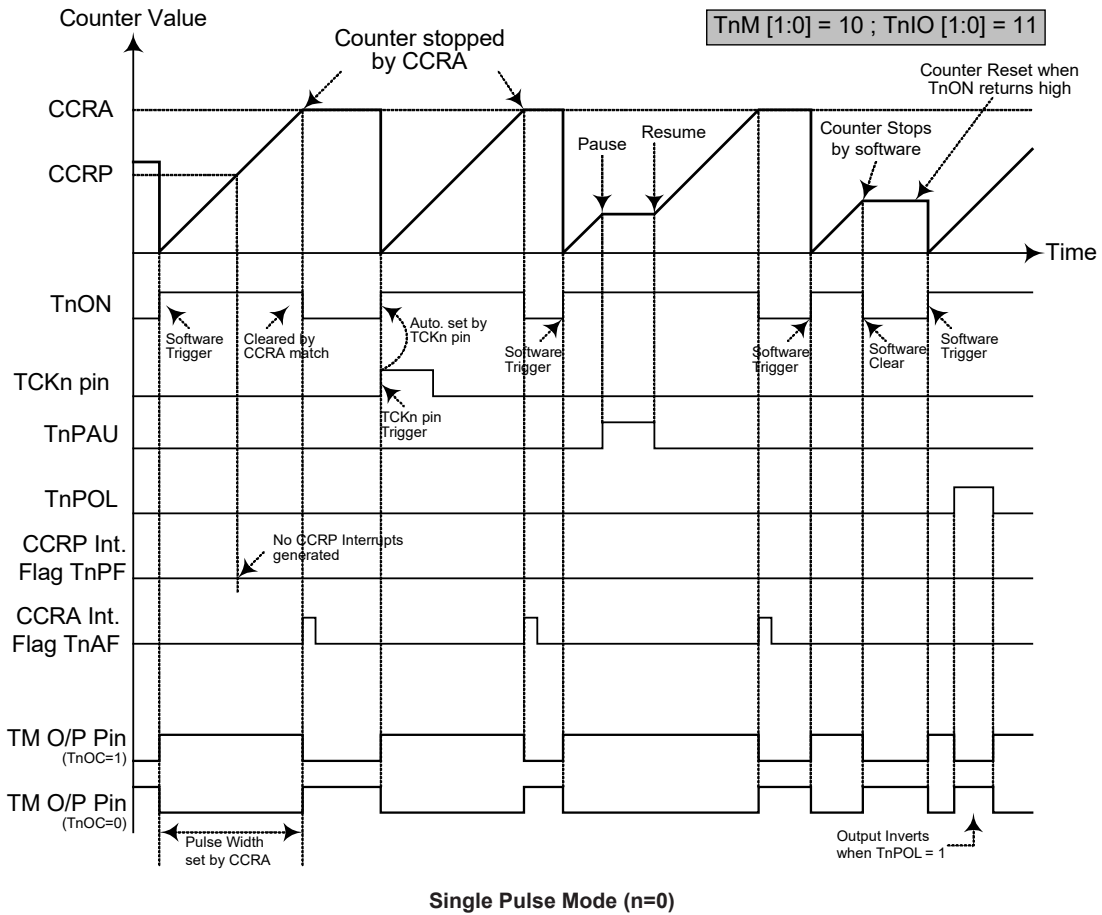 Counter Value
TnM [1:0] = 10 ; TnIO [1:0] = 11
Counter stopped
by CCRA
Counter Reset when
TnON returns high
CCRA
Counter Stops
by software
Pause
Resume
CCRP
Time
TnON
Software
Trigger
Cleared by
CCRA match
Auto. set by
TCKn pin
Software
Trigger
Software
Trigger
Software
Clear
Software
Trigger
TCKn pin
TCKn pin
Trigger
TnPAU
TnPOL
CCRP Int.
Flag TnPF
No CCRP Interrupts
generated
CCRA Int.
Flag TnAF
TM O/P Pin
(TnOC=1)
TM O/P Pin
(TnOC=0)
Pulse Width
set by CCRA
Output Inverts
when TnPOL = 1
Single Pulse Mode (n=0)